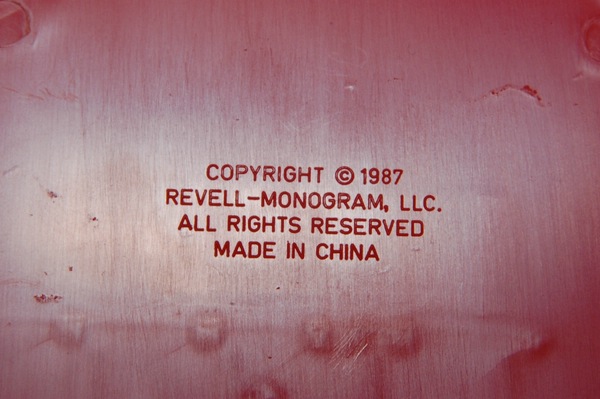 COPYRIGHT © 1987
REVELL-MONOGRAM, LLC.
ALL RIGHTS RESERVED
MADE IN CHINA